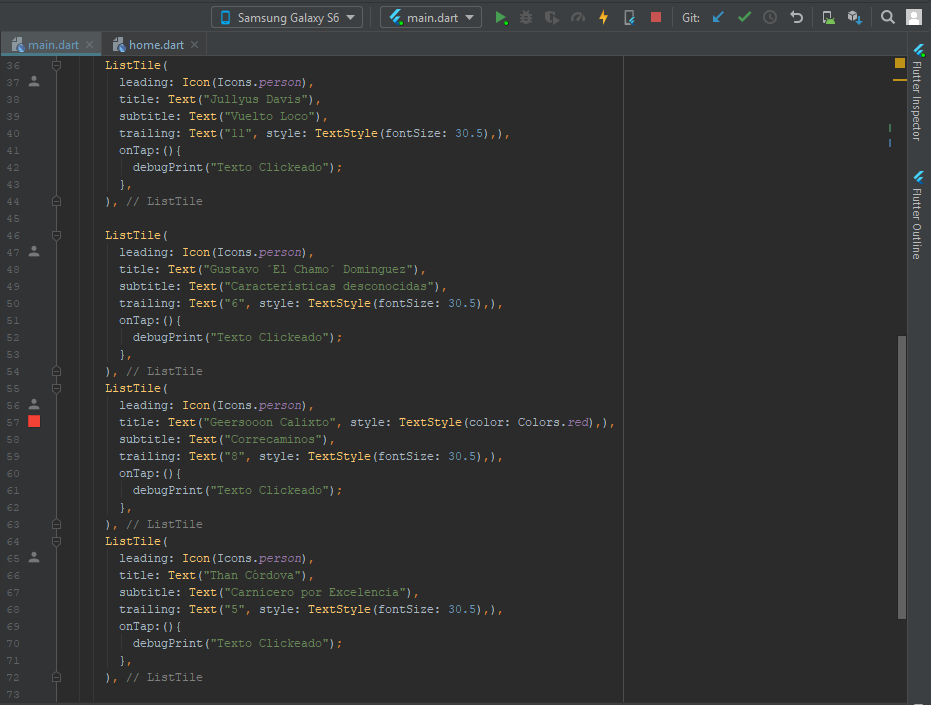 Samsung Galaxy S6
main.dart
Git:
main.dart
home.dart
36 ListTile(
37 leading: Icon(Icons.person),
38 title: Text("Jullyus Davis"),
39 subtitle: Text("Vuelto Loco"),
40 trailing: Text("11", style: TextStyle(fontSize: 30.5),),
41 onTap:(){
42 debugPrint("Texto Clickeado");
43 },
44 ), // ListTile
45
46 ListTile(
47 leading: Icon(Icons.person),
48 title: Text("Gustavo ´El Chamo´ Dominguez"),
49 subtitle: Text("Características desconocidas"),
50 trailing: Text("6", style: TextStyle(fontSize: 30.5),),
51 onTap:(){
52 debugPrint("Texto Clickeado");
53 },
54 ), // ListTile
55 ListTile(
56 leading: Icon(Icons.person),
57 title: Text("Geersooon Calixto", style: TextStyle(color: Colors.red),),
58 subtitle: Text("Correcaminos"),
59 trailing: Text("8", style: TextStyle(fontSize: 30.5),),
60 onTap:(){
61 debugPrint("Texto Clickeado");
62 },
63 ), // ListTile
64 ListTile(
65 leading: Icon(Icons.person),
66 title: Text("Than Córdova"),
67 subtitle: Text("Carnicero por Excelencia"),
68 trailing: Text("5", style: TextStyle(fontSize: 30.5),),
69 onTap:(){
70 debugPrint("Texto Clickeado");
71 },
72 ), // ListTile
73
Flutter Inspector
Flutter Outline